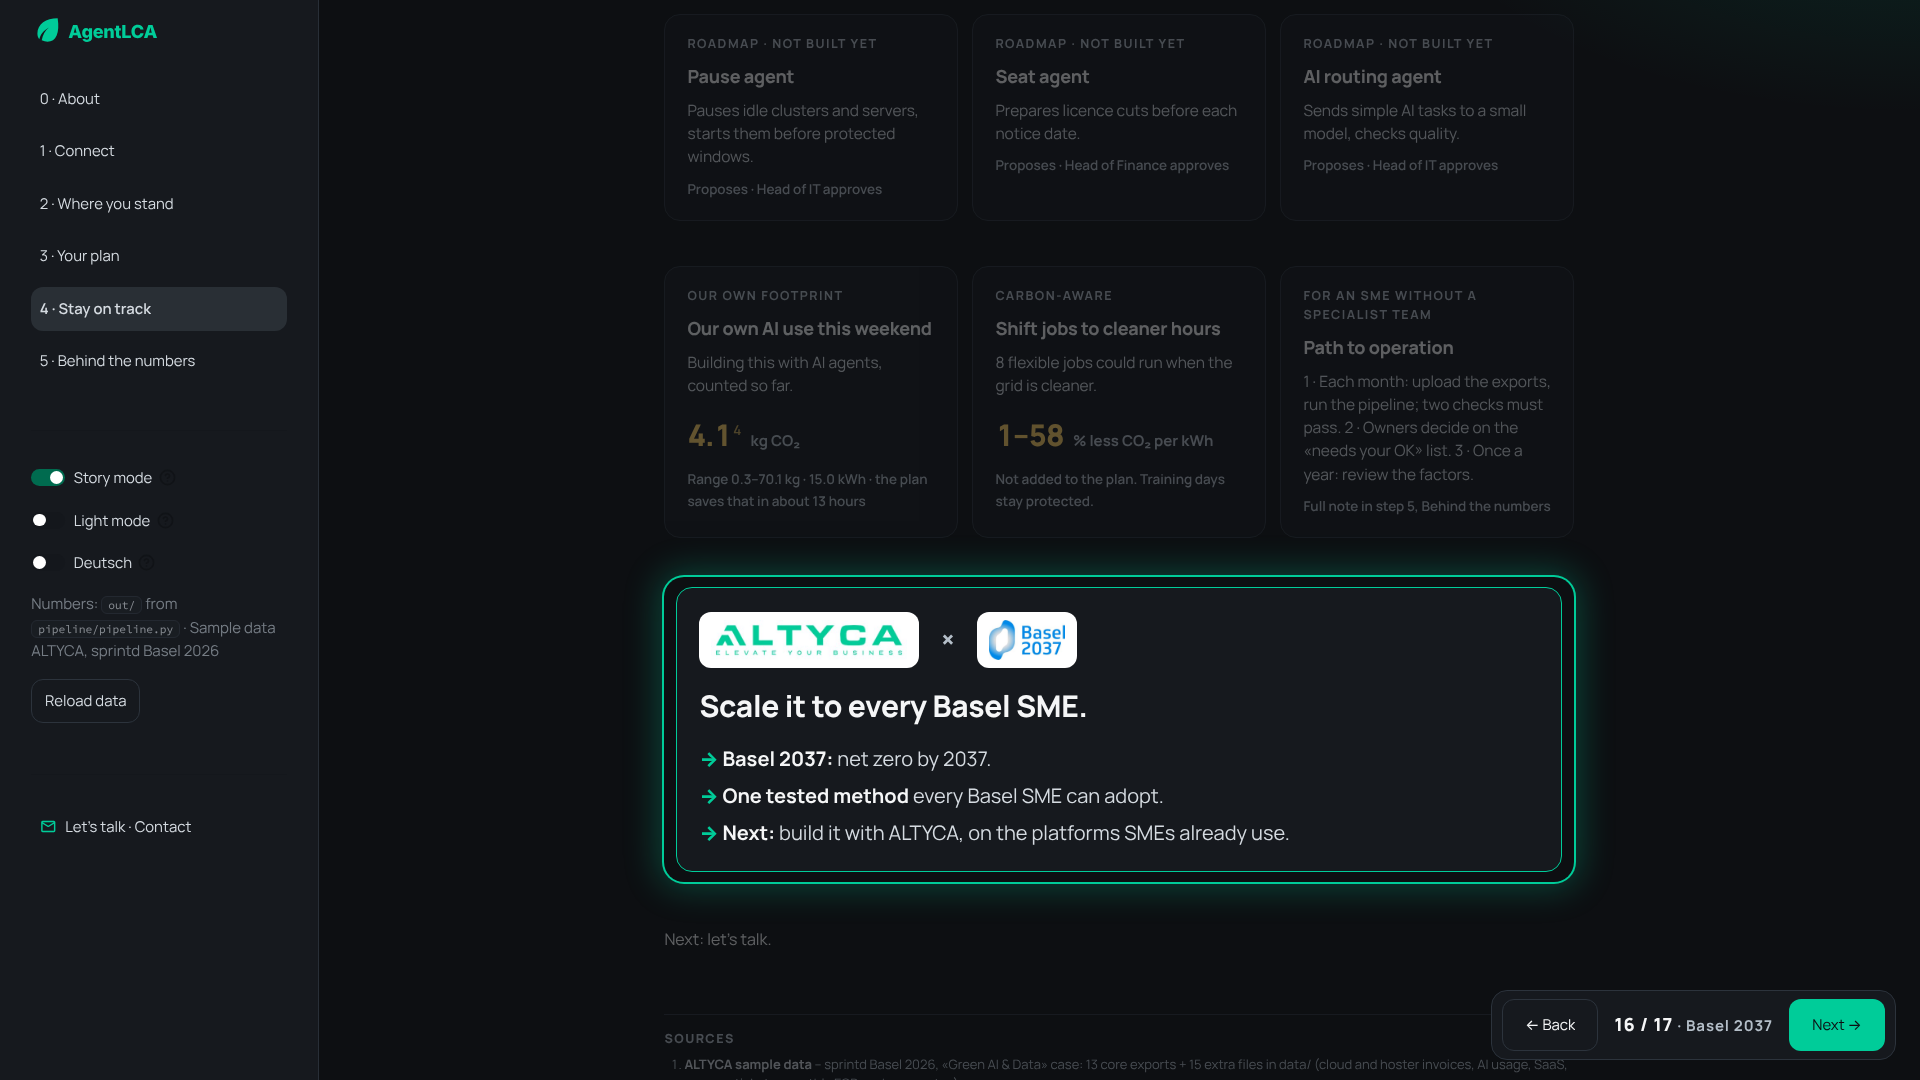 AgentLCA
0 · About
1 · Connect
2 · Where you stand
3 · Your plan
4 · Stay on track
5 · Behind the numbers
Story mode
Light mode
Deutsch
Numbers: out/ from
pipeline/pipeline.py · Sample data
ALTYCA, sprintd Basel 2026
Reload data
Let's talk · Contact
ROADMAP · NOT BUILT YET
Pause agent
Pauses idle clusters and servers,
starts them before protected
windows.
Proposes · Head of IT approves
ROADMAP · NOT BUILT YET
Seat agent
Prepares licence cuts before each
notice date.
Proposes · Head of Finance approves
ROADMAP · NOT BUILT YET
AI routing agent
Sends simple AI tasks to a small
model, checks quality.
Proposes · Head of IT approves
OUR OWN FOOTPRINT
Our own AI use this weekend
Building this with AI agents,
counted so far.
4.1 4 kg CO₂
Range 0.3–70.1 kg · 15.0 kWh · the plan
saves that in about 13 hours
CARBON-AWARE
Shift jobs to cleaner hours
8 flexible jobs could run when the
grid is cleaner.
1–58 % less CO₂ per kWh
Not added to the plan. Training days
stay protected.
FOR AN SME WITHOUT A
SPECIALIST TEAM
Path to operation
1 · Each month: upload the exports,
run the pipeline; two checks must
pass. 2 · Owners decide on the
«needs your OK» list. 3 · Once a
year: review the factors.
Full note in step 5, Behind the numbers
ALTYCA
ELEVATE YOUR BUSINESS
×
Basel
2037
Scale it to every Basel SME.
→ Basel 2037: net zero by 2037.
→ One tested method every Basel SME can adopt.
→ Next: build it with ALTYCA, on the platforms SMEs already use.
Next: let's talk.
SOURCES
1. ALTYCA sample data – sprintd Basel 2026, «Green AI & Data» case: 13 core exports + 15 extra files in data/ (cloud and hoster invoices, AI usage, SaaS,
← Back
16 / 17 · Basel 2037
Next →